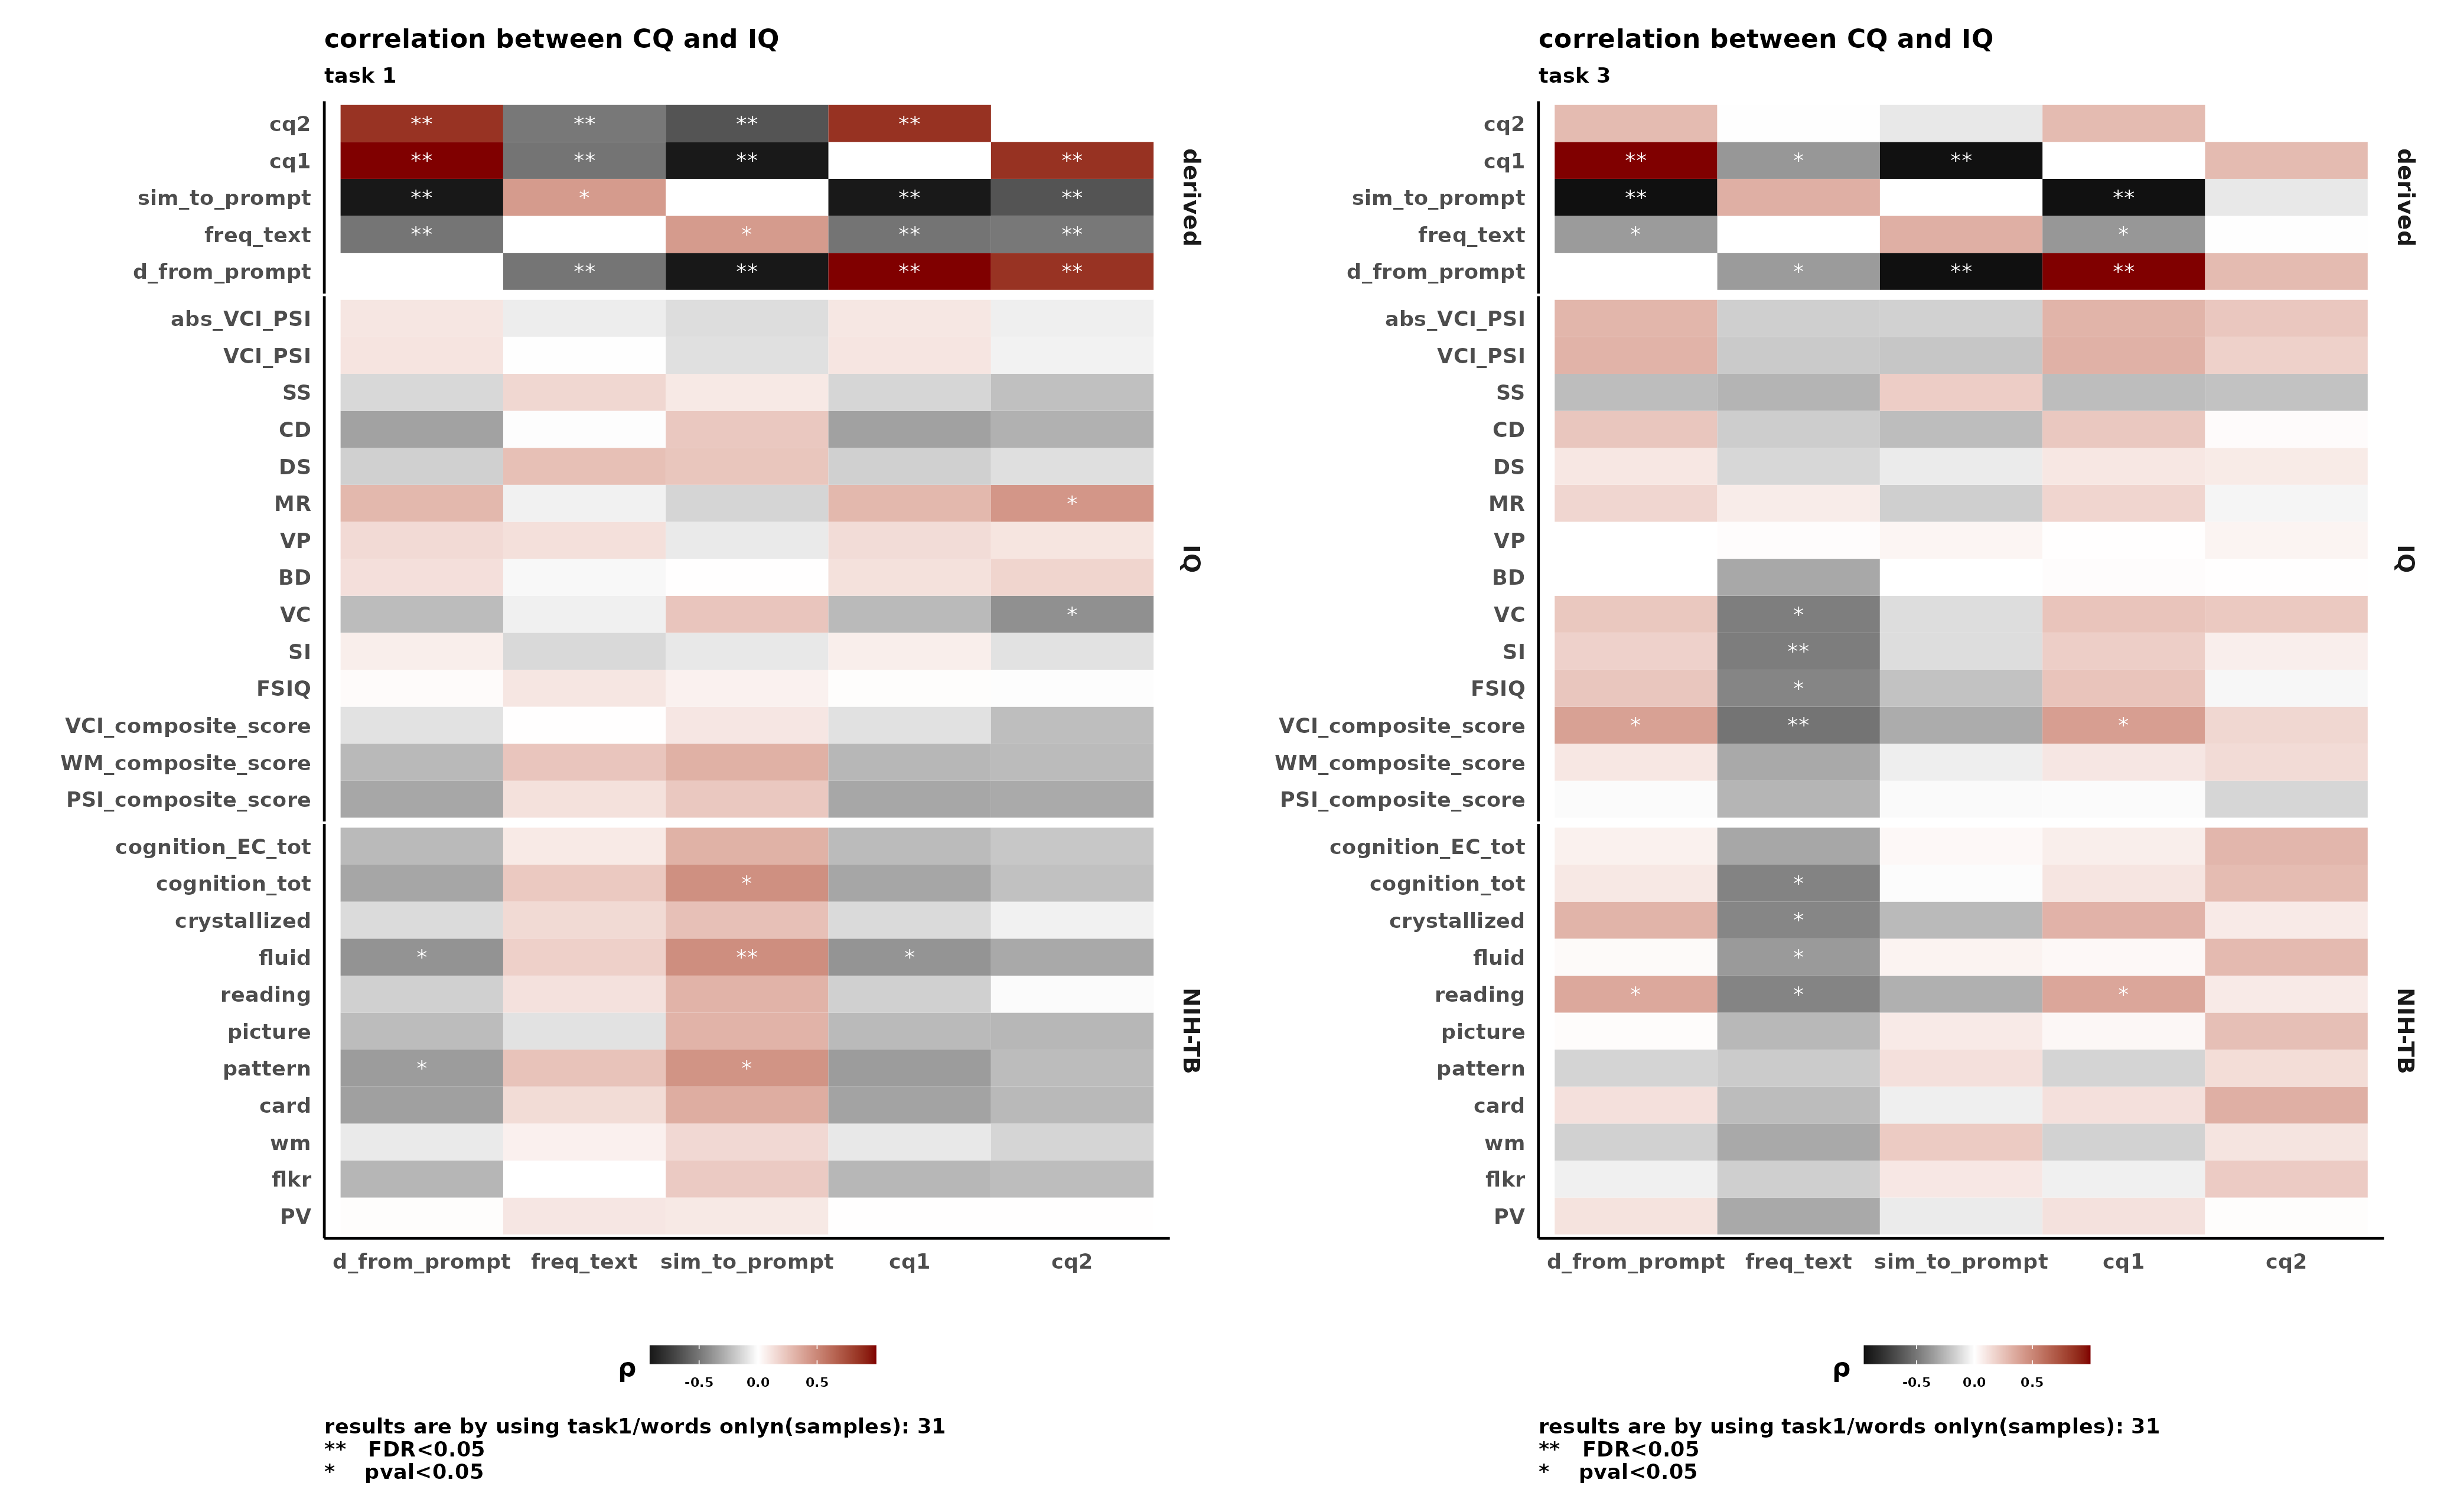 correlation between CQ and IQ
task 1
cq2 ** ** ** **
cq1 ** ** ** **
sim_to_prompt ** * ** **
freq_text ** * ** **
d_from_prompt ** ** ** **
derived
abs_VCI_PSI
VCI_PSI
SS
CD
DS
MR *
VP
BD
VC *
SI
FSIQ
VCI_composite_score
WM_composite_score
PSI_composite_score
IQ
cognition_EC_tot
cognition_tot *
crystallized
fluid * ** *
reading
picture
pattern * *
card
wm
flkr
PV
NIH-TB
d_from_prompt freq_text sim_to_prompt cq1 cq2
ρ
-0.5 0.0 0.5
results are by using task1/words onlyn(samples): 31
** FDR<0.05
* pval<0.05
correlation between CQ and IQ
task 3
cq2
cq1 ** * **
sim_to_prompt ** **
freq_text * *
d_from_prompt * ** **
derived
abs_VCI_PSI
VCI_PSI
SS
CD
DS
MR
VP
BD
VC *
SI **
FSIQ *
VCI_composite_score * ** *
WM_composite_score
PSI_composite_score
IQ
cognition_EC_tot
cognition_tot *
crystallized *
fluid *
reading * * *
picture
pattern
card
wm
flkr
PV
NIH-TB
d_from_prompt freq_text sim_to_prompt cq1 cq2
ρ
-0.5 0.0 0.5
results are by using task1/words onlyn(samples): 31
** FDR<0.05
* pval<0.05